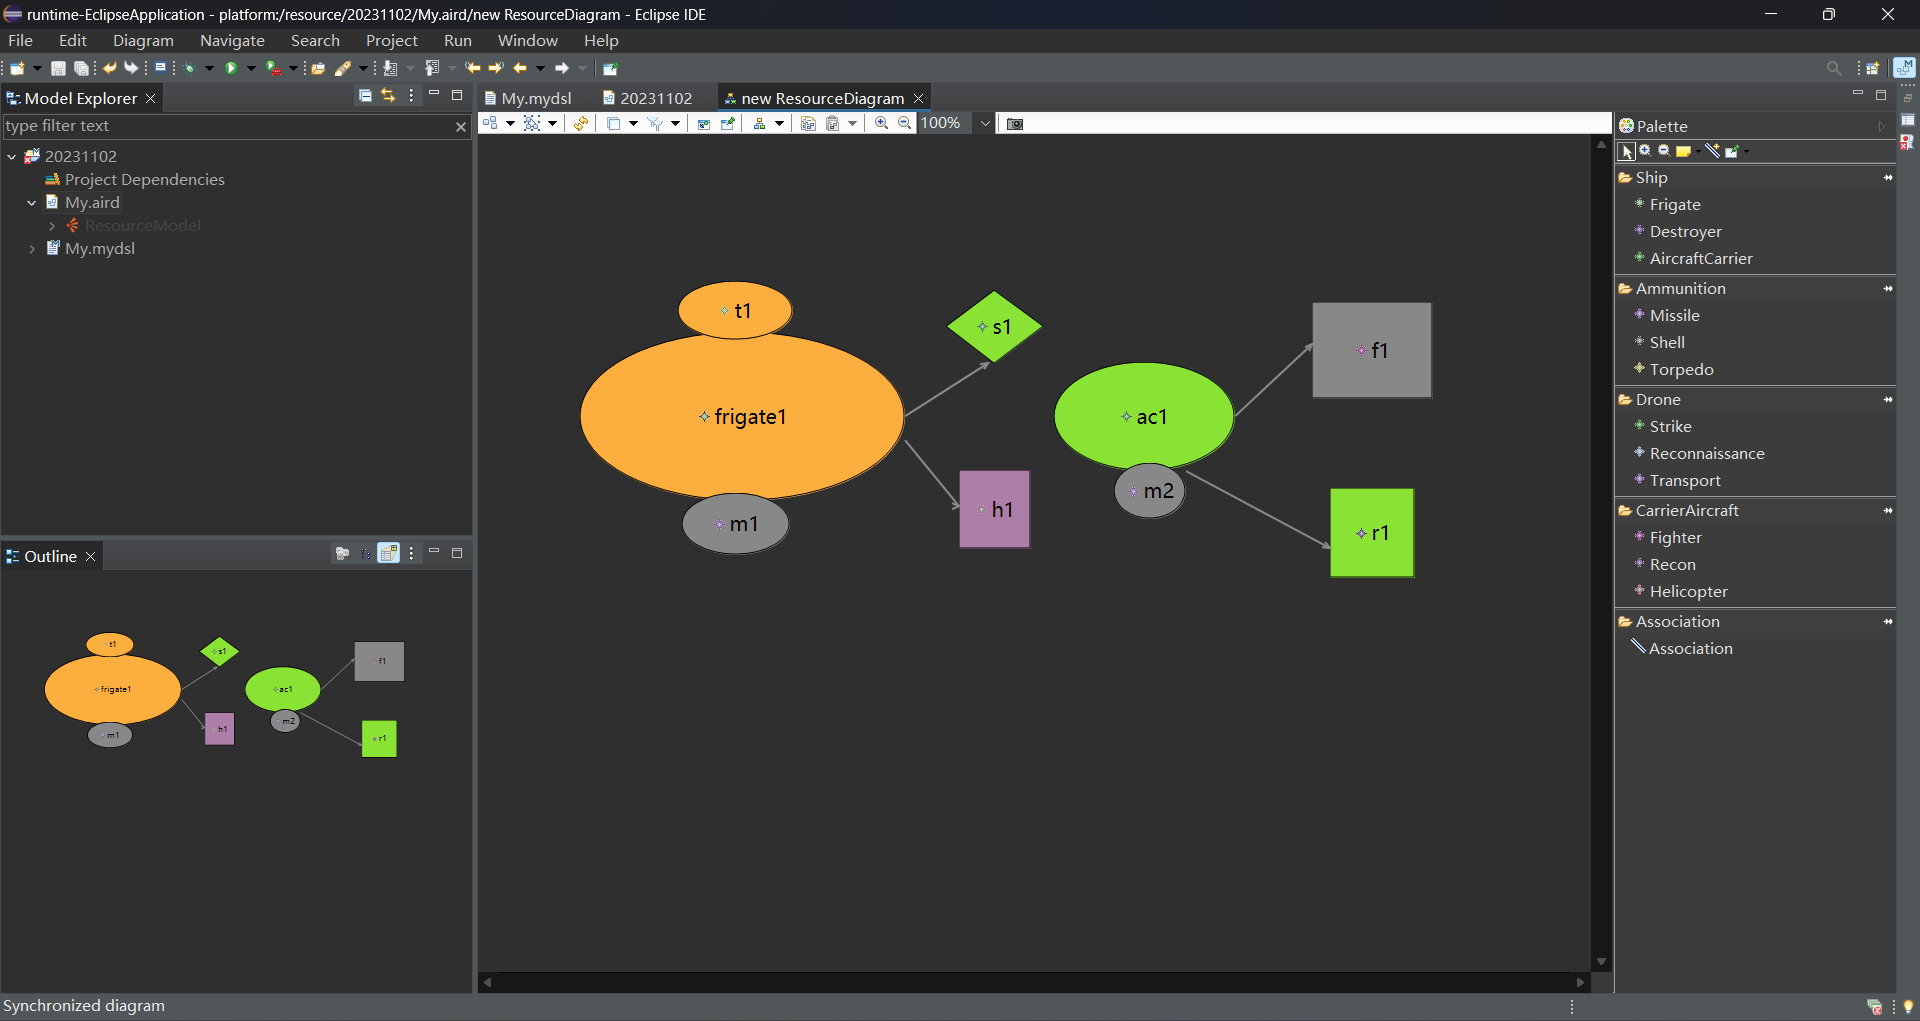 runtime-EclipseApplication - platform:/resource/20231102/My.aird/new ResourceDiagram - Eclipse IDE
File Edit Diagram Navigate Search Project Run Window Help
Model Explorer
type filter text
20231102
Project Dependencies
My.aird
ResourceModel
My.mydsl
Outline
t1
frigate1
m1
s1
h1
ac1
m2
f1
r1
My.mydsl 20231102 new ResourceDiagram
100%
t1
frigate1
m1
s1
h1
ac1
m2
f1
r1
Palette
Ship
Frigate
Destroyer
AircraftCarrier
Ammunition
Missile
Shell
Torpedo
Drone
Strike
Reconnaissance
Transport
CarrierAircraft
Fighter
Recon
Helicopter
Association
Association
Synchronized diagram